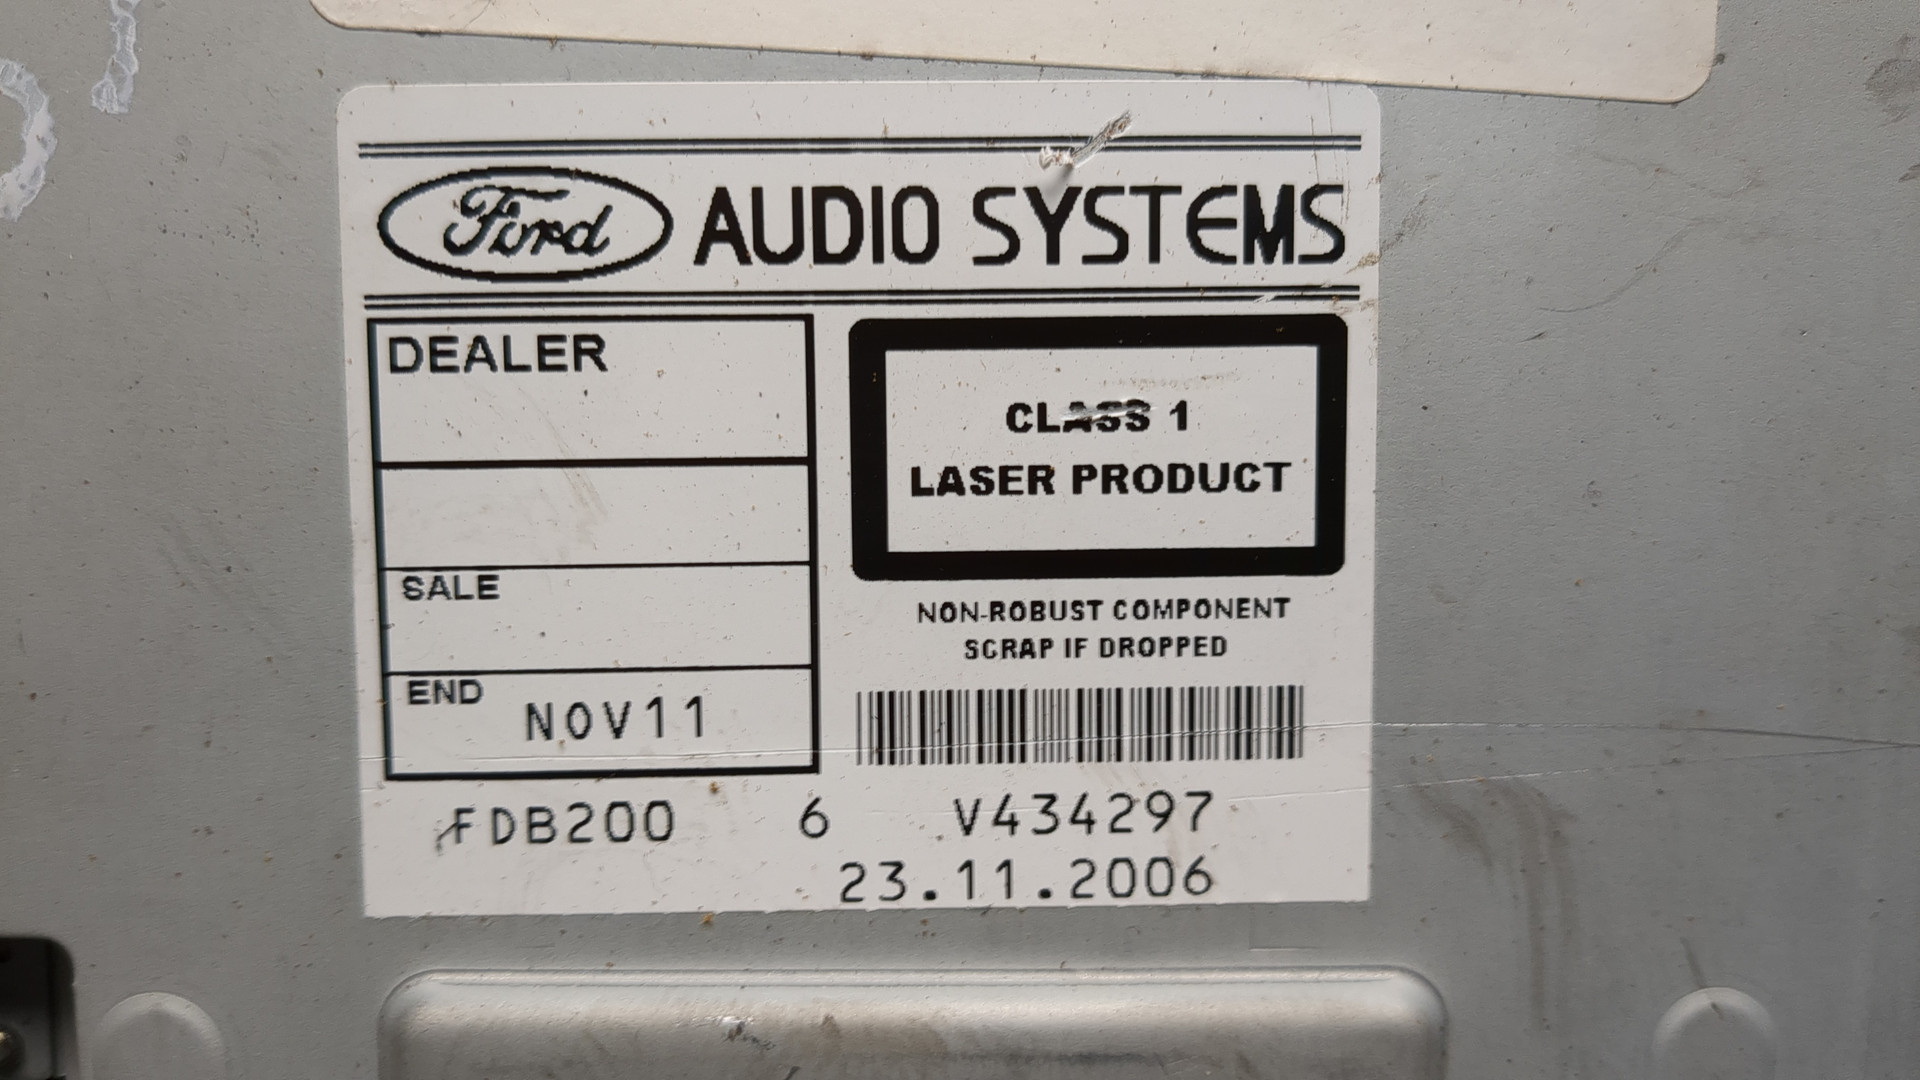 Ford AUDIO SYSTEMS
DEALER
CLASS 1
LASER PRODUCT
SALE
NON-ROBUST COMPONENT
SCRAP IF DROPPED
END NOV11
FDB200 6 V434297
23.11.2006